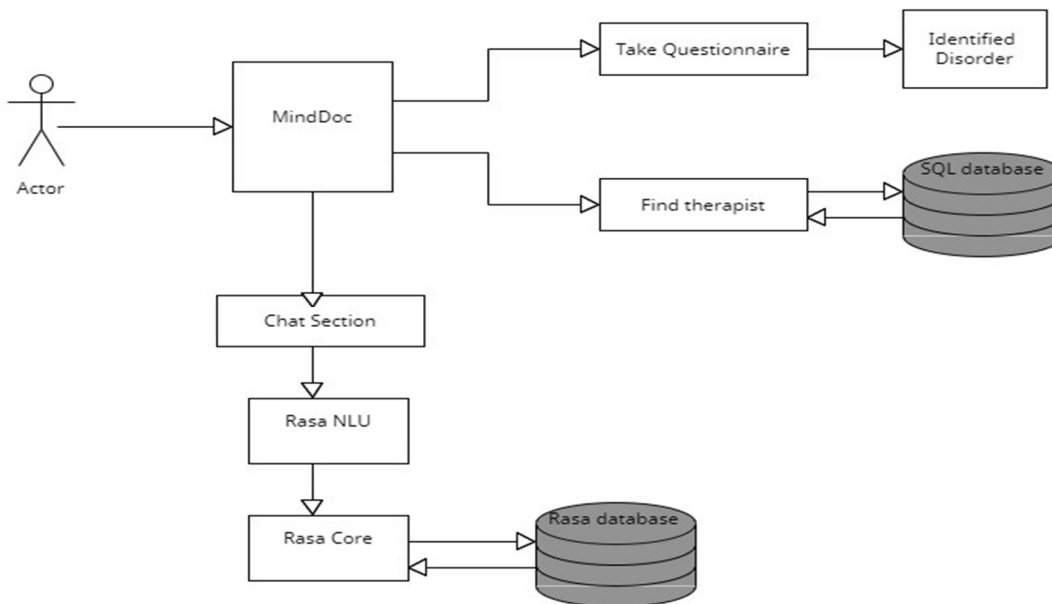 Take Questionnaire
Identified
Disorder
MindDoc
Actor
SQL database
Find therapist
Chat Section
Rasa NLU
Rasa Core
Rasa database